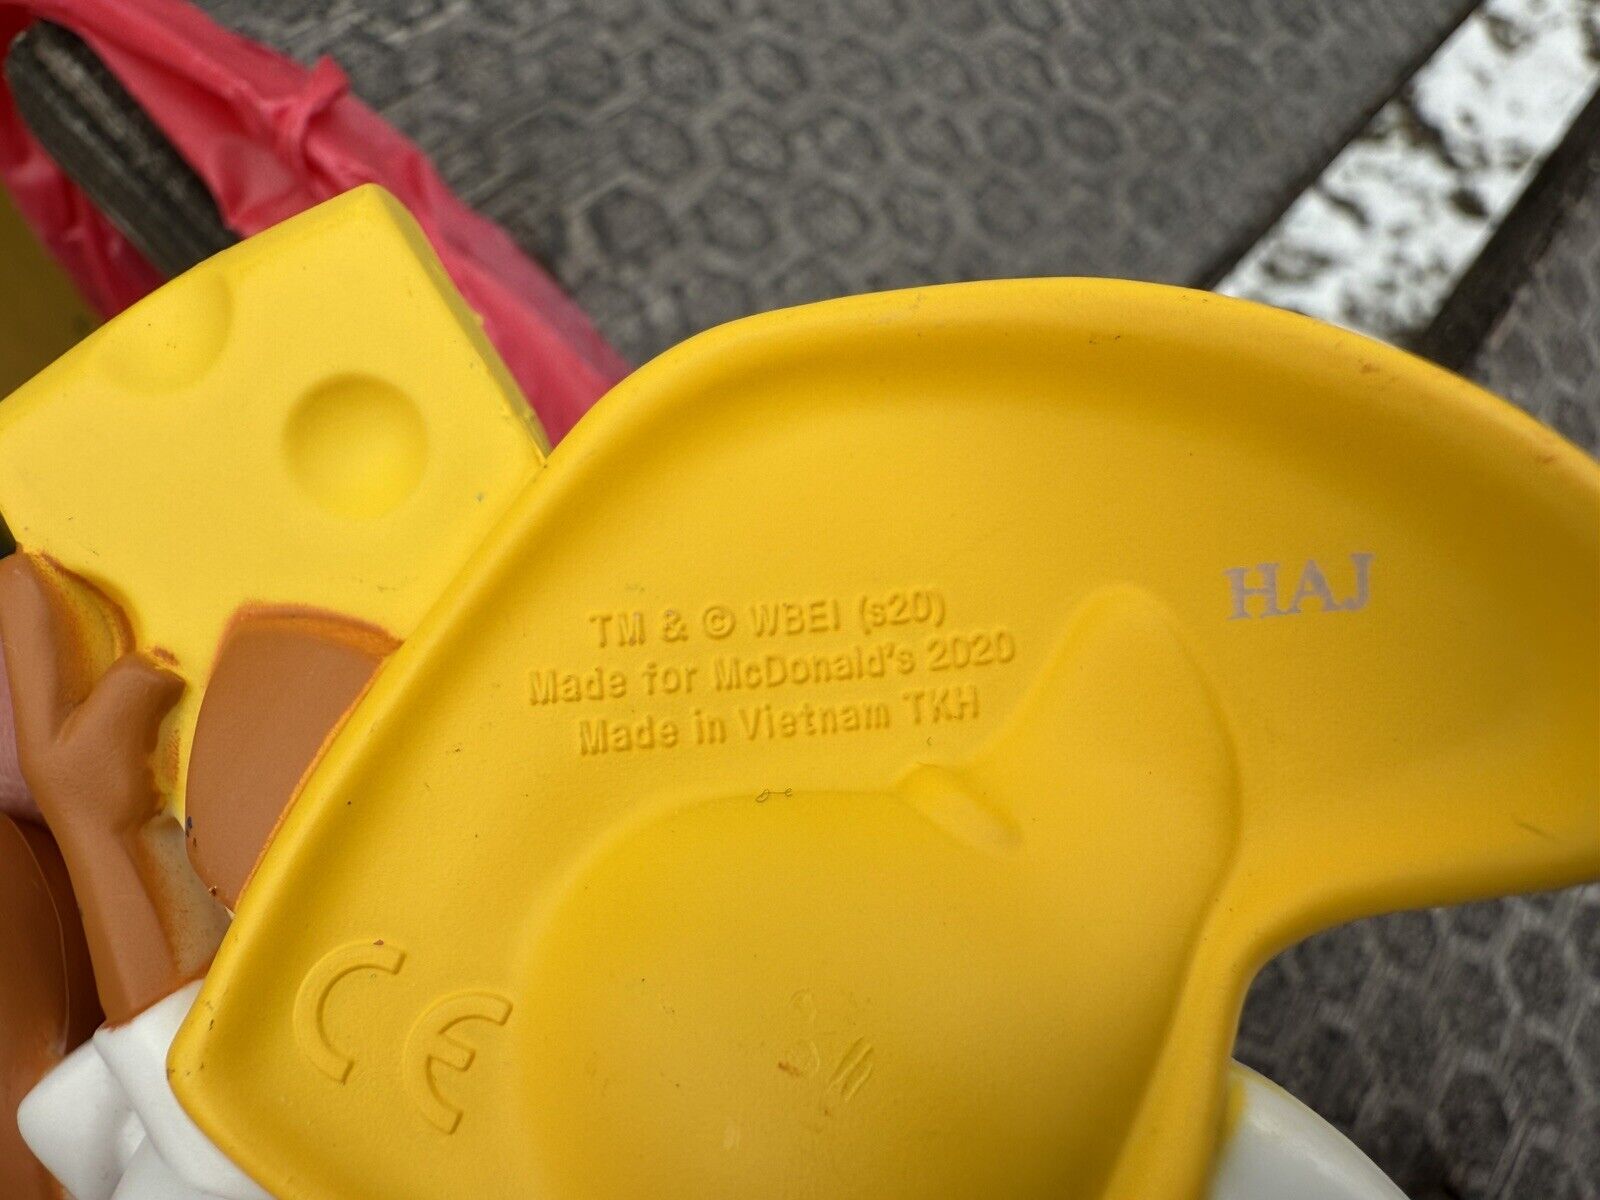 TM & © WBEI (s20)
Made for McDonald's 2020
Made in Vietnam TKH
HAJ
CE